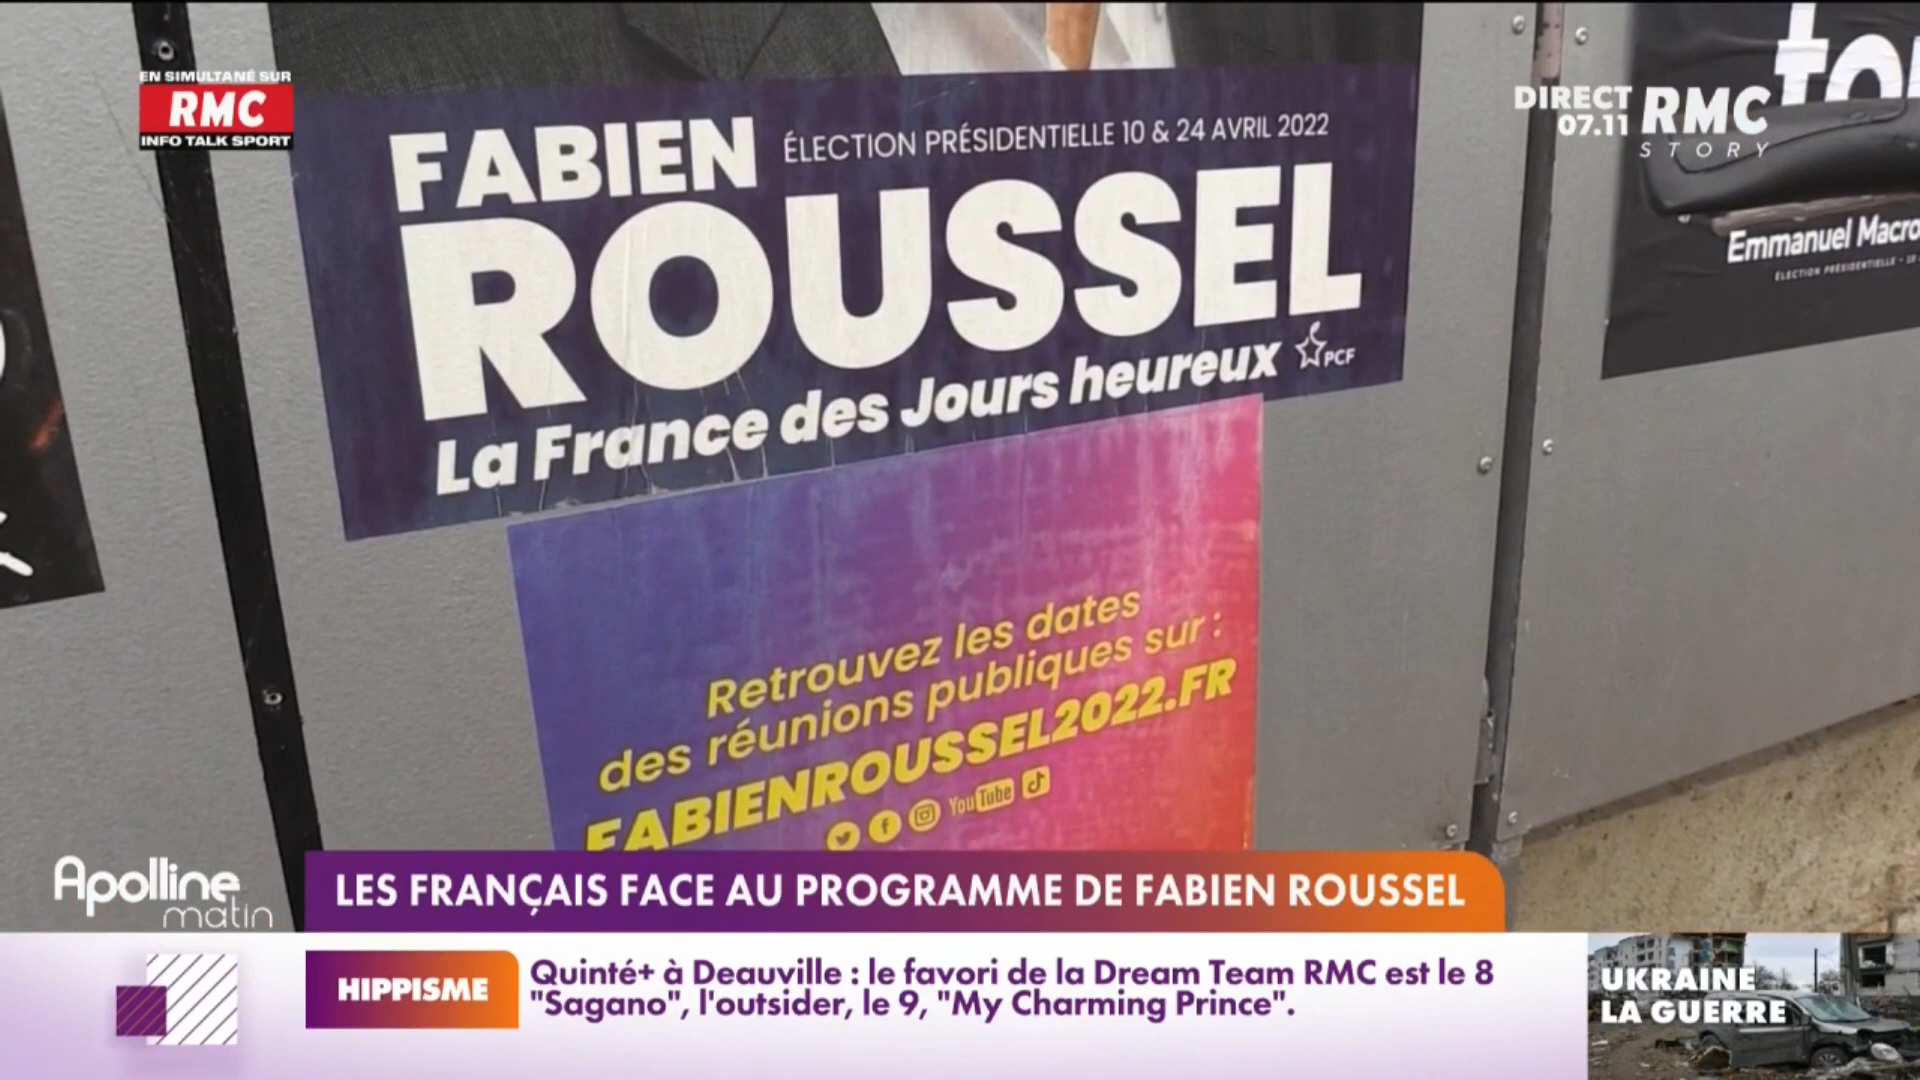 EN SIMULTANÉ SUR
RMC
INFO TALK SPORT
DIRECT
07.11
RMC
STORY
FABIEN
ÉLECTION PRÉSIDENTIELLE 10 & 24 AVRIL 2022
ROUSSEL
La France des Jours heureux
PCF
Emmanuel Macro
ÉLECTION PRÉSIDENTIELLE - 10
Retrouvez les dates
des réunions publiques sur :
FABIENROUSSEL2022.FR
YouTube
Apolline
matin
LES FRANÇAIS FACE AU PROGRAMME DE FABIEN ROUSSEL
HIPPISME
Quinté+ à Deauville : le favori de la Dream Team RMC est le 8
"Sagano", l'outsider, le 9, "My Charming Prince".
UKRAINE
LA GUERRE